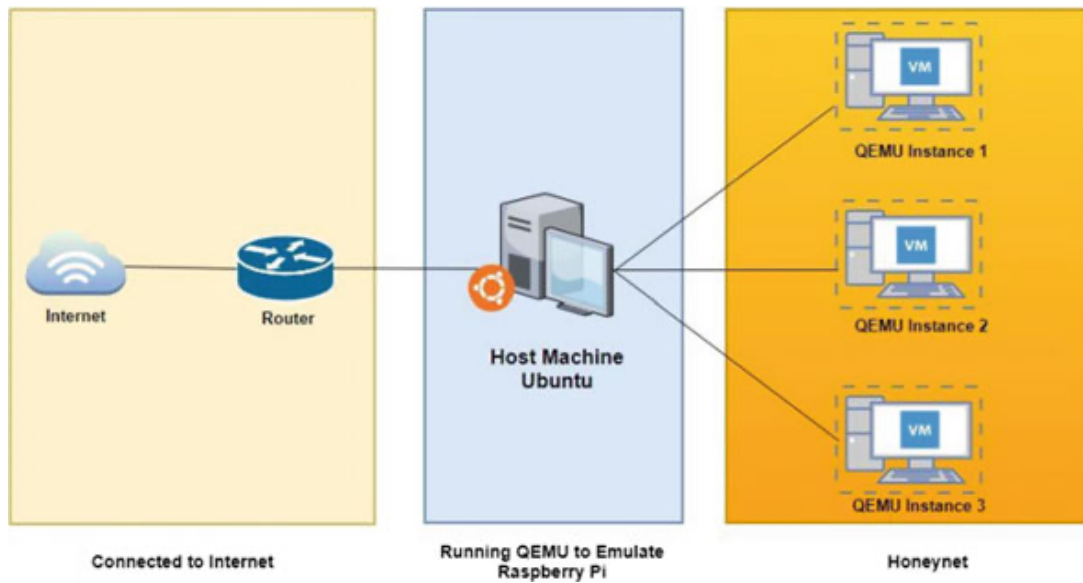 VM
QEMU Instance 1
VM
QEMU Instance 2
VM
QEMU Instance 3
Internet
Router
Host Machine
Ubuntu
Connected to Internet
Running QEMU to Emulate
Raspberry Pi
Honeynet